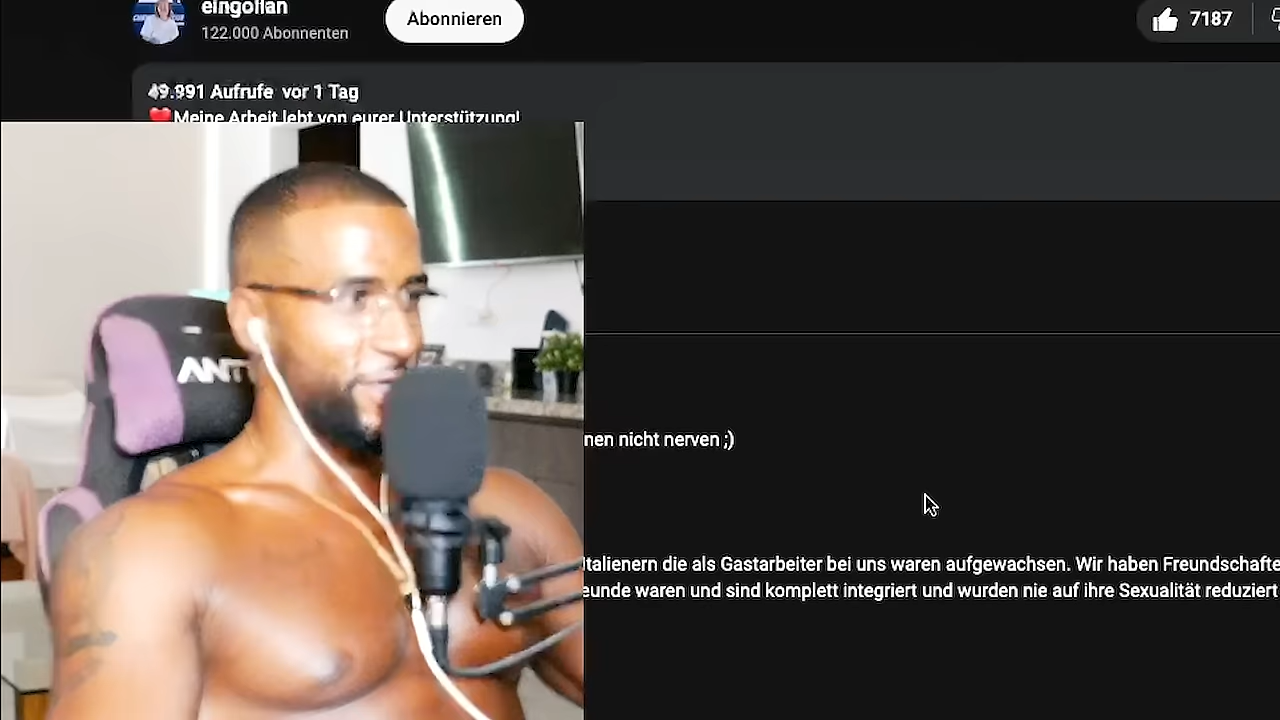 eingollan
Abonnieren
122.000 Abonnenten
7187
49.991 Aufrufe vor 1 Tag
Meine Arbeit lebt von eurer Unterstützung!
ANT
nen nicht nerven ;)
Italienern die als Gastarbeiter bei uns waren aufgewachsen. Wir haben Freundschafte
eunde waren und sind komplett integriert und wurden nie auf ihre Sexualität reduziert